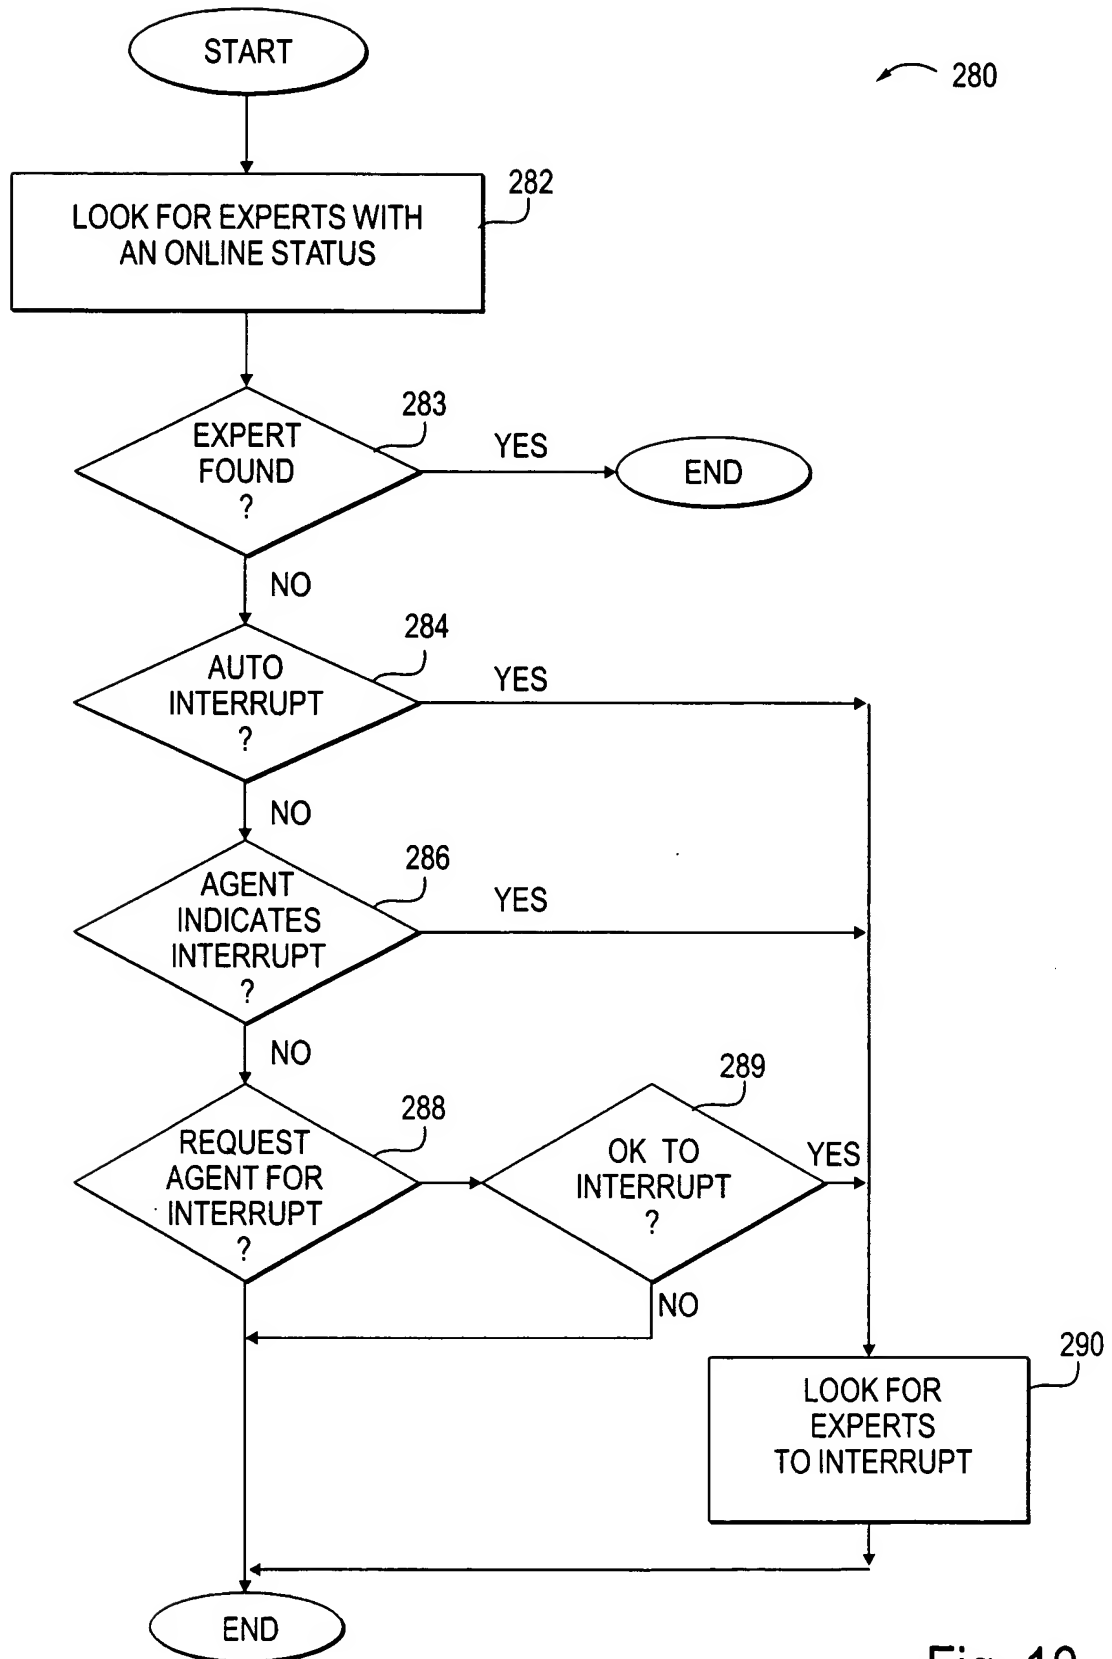 START
280
282
LOOK FOR EXPERTS WITH
AN ONLINE STATUS
283
EXPERT
FOUND
?
YES
END
NO
284
AUTO
INTERRUPT
?
YES
NO
286
AGENT
INDICATES
INTERRUPT
?
YES
NO
288
REQUEST
AGENT FOR
INTERRUPT
?
289
OK TO
INTERRUPT
?
YES
NO
290
LOOK FOR
EXPERTS
TO INTERRUPT
END